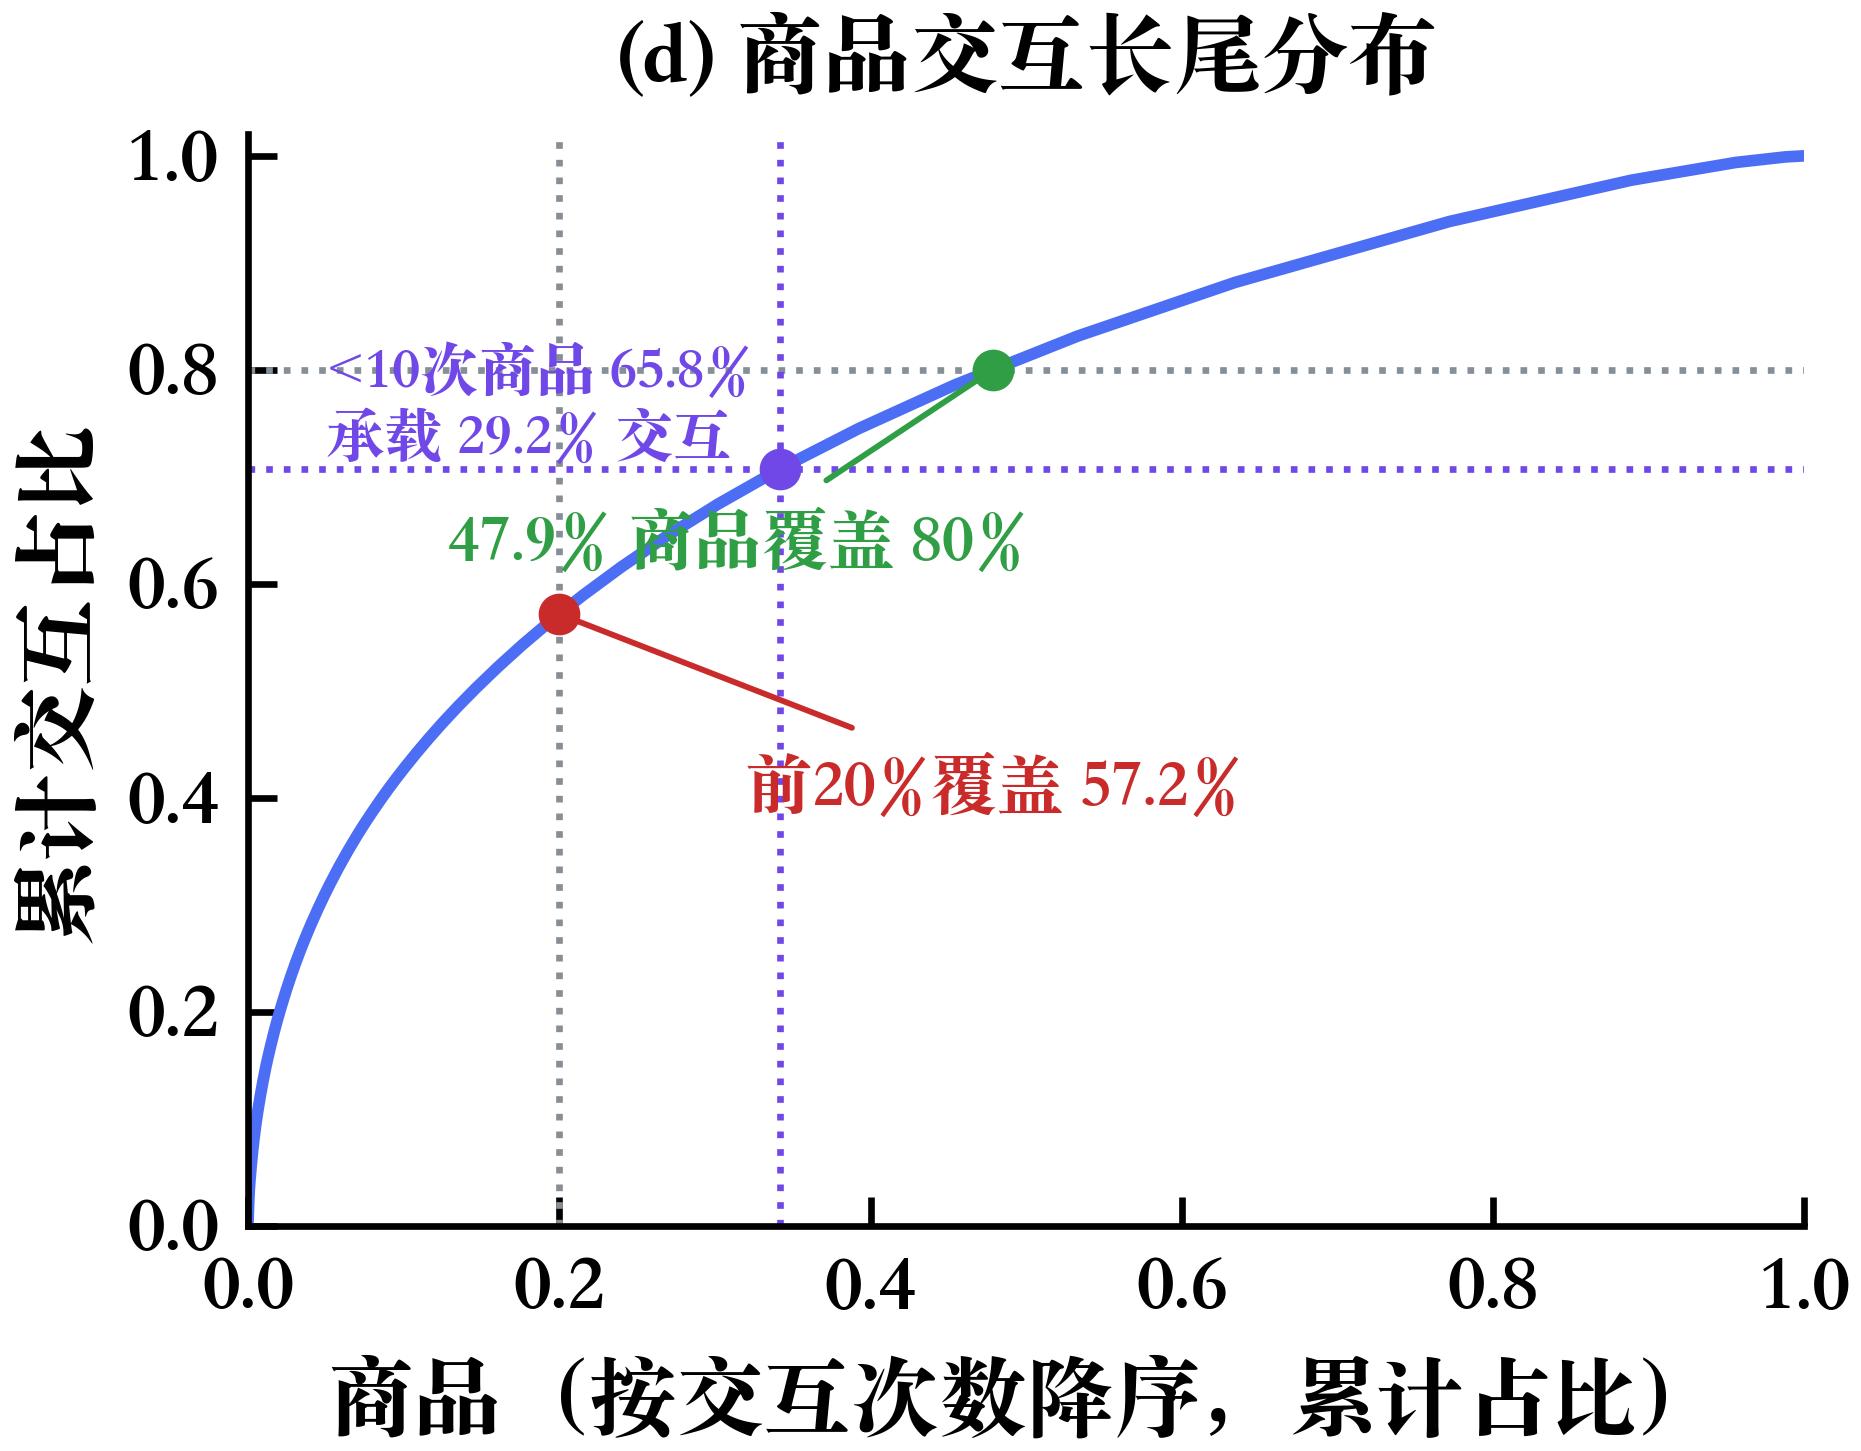 (d) 商品交互长尾分布
累计交互占比
1.0
0.8
0.6
0.4
0.2
0.0
<10次商品 65.8%
承载 29.2% 交互
47.9% 商品覆盖 80%
前20%覆盖 57.2%
0.0 0.2 0.4 0.6 0.8 1.0
商品（按交互次数降序，累计占比）